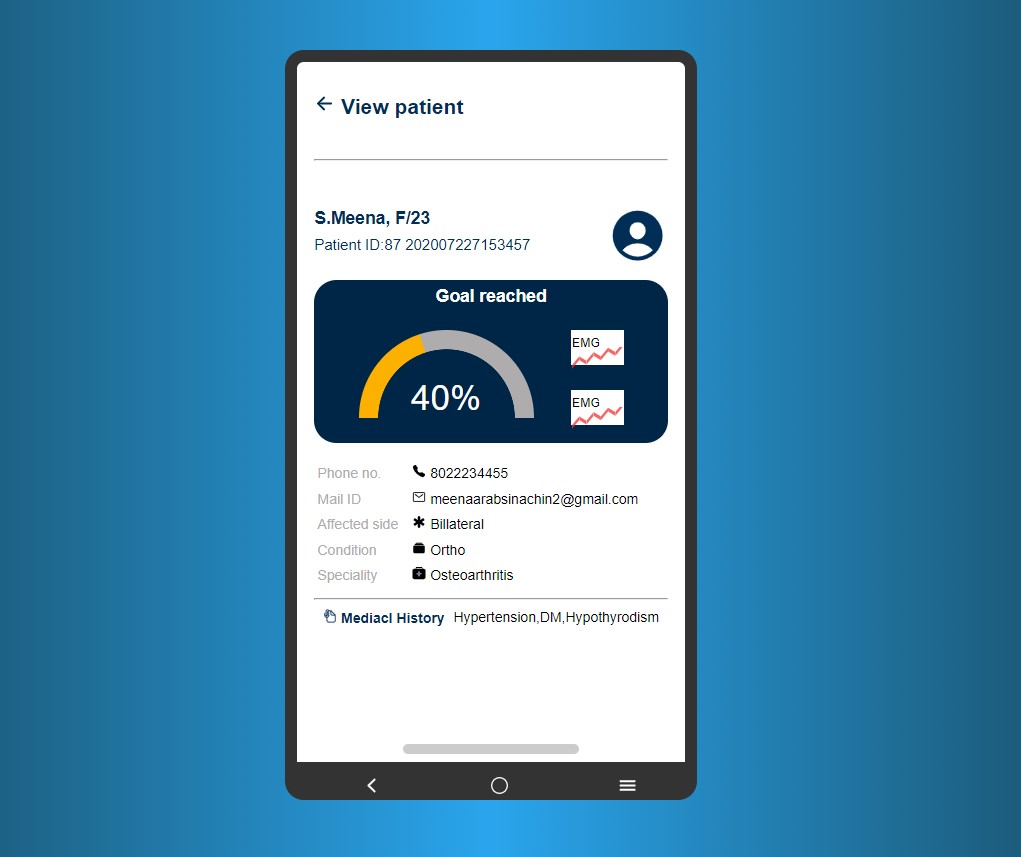 View patient
S.Meena, F/23
Patient ID:87 202007227153457
Goal reached
EMG
40%
EMG
Phone no. 8022234455
Mail ID meenaarabsinachin2@gmail.com
Affected side Billateral
Condition Ortho
Speciality Osteoarthritis
Mediacl History Hypertension,DM,Hypothyrodism